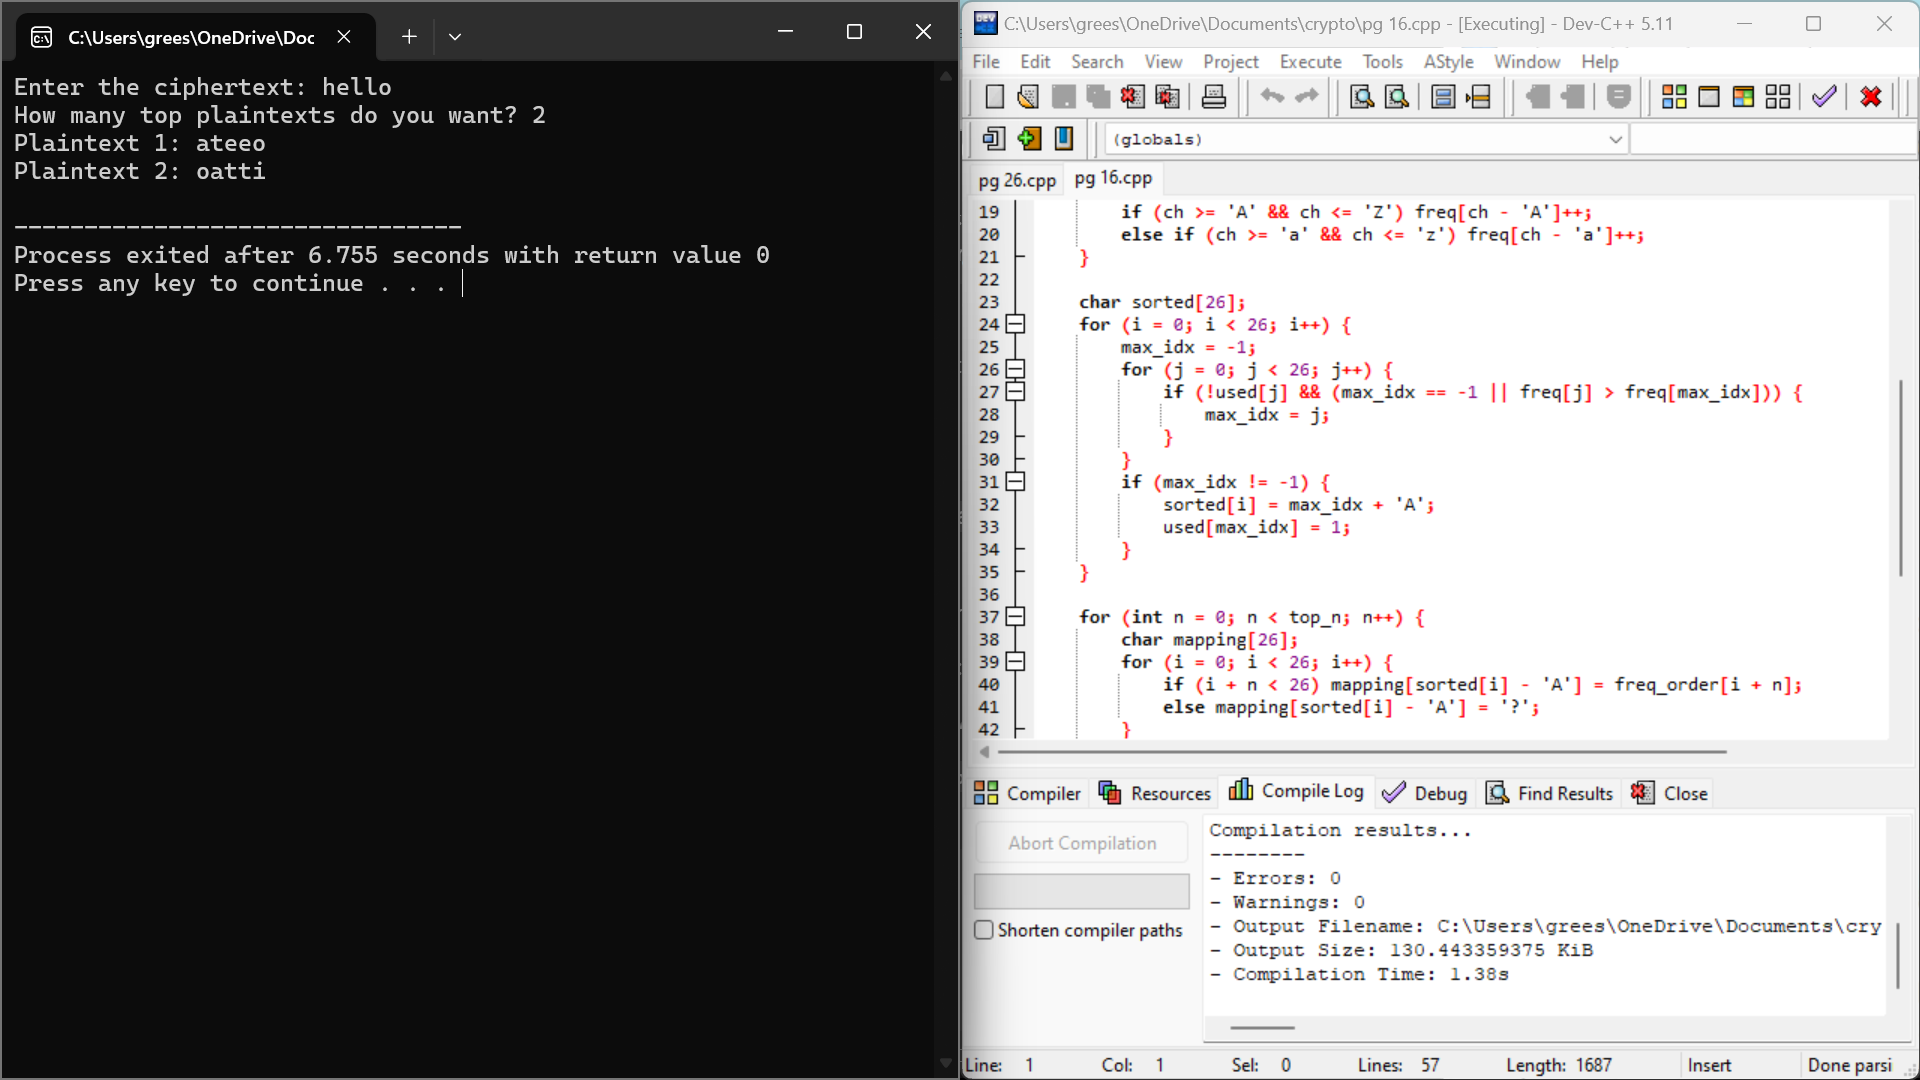 C:\Users\grees\OneDrive\Doc
Enter the ciphertext: hello
How many top plaintexts do you want? 2
Plaintext 1: ateeo
Plaintext 2: oatti
--------------------------------
Process exited after 6.755 seconds with return value 0
Press any key to continue . . .
C:\Users\grees\OneDrive\Documents\crypto\pg 16.cpp - [Executing] - Dev-C++ 5.11
File Edit Search View Project Execute Tools AStyle Window Help
(globals)
pg 26.cpp pg 16.cpp
19 if (ch >= 'A' && ch <= 'Z') freq[ch - 'A']++;
20 else if (ch >= 'a' && ch <= 'z') freq[ch - 'a']++;
21 }
22
23 char sorted[26];
24 for (i = 0; i < 26; i++) {
25 max_idx = -1;
26 for (j = 0; j < 26; j++) {
27 if (!used[j] && (max_idx == -1 || freq[j] > freq[max_idx])) {
28 max_idx = j;
29 }
30 }
31 if (max_idx != -1) {
32 sorted[i] = max_idx + 'A';
33 used[max_idx] = 1;
34 }
35 }
36
37 for (int n = 0; n < top_n; n++) {
38 char mapping[26];
39 for (i = 0; i < 26; i++) {
40 if (i + n < 26) mapping[sorted[i] - 'A'] = freq_order[i + n];
41 else mapping[sorted[i] - 'A'] = '?';
42 }
Compiler Resources Compile Log Debug Find Results Close
Abort Compilation
Shorten compiler paths
Compilation results...
--------
- Errors: 0
- Warnings: 0
- Output Filename: C:\Users\grees\OneDrive\Documents\cry
- Output Size: 130.443359375 KiB
- Compilation Time: 1.38s
Line: 1 Col: 1 Sel: 0 Lines: 57 Length: 1687 Insert Done parsi